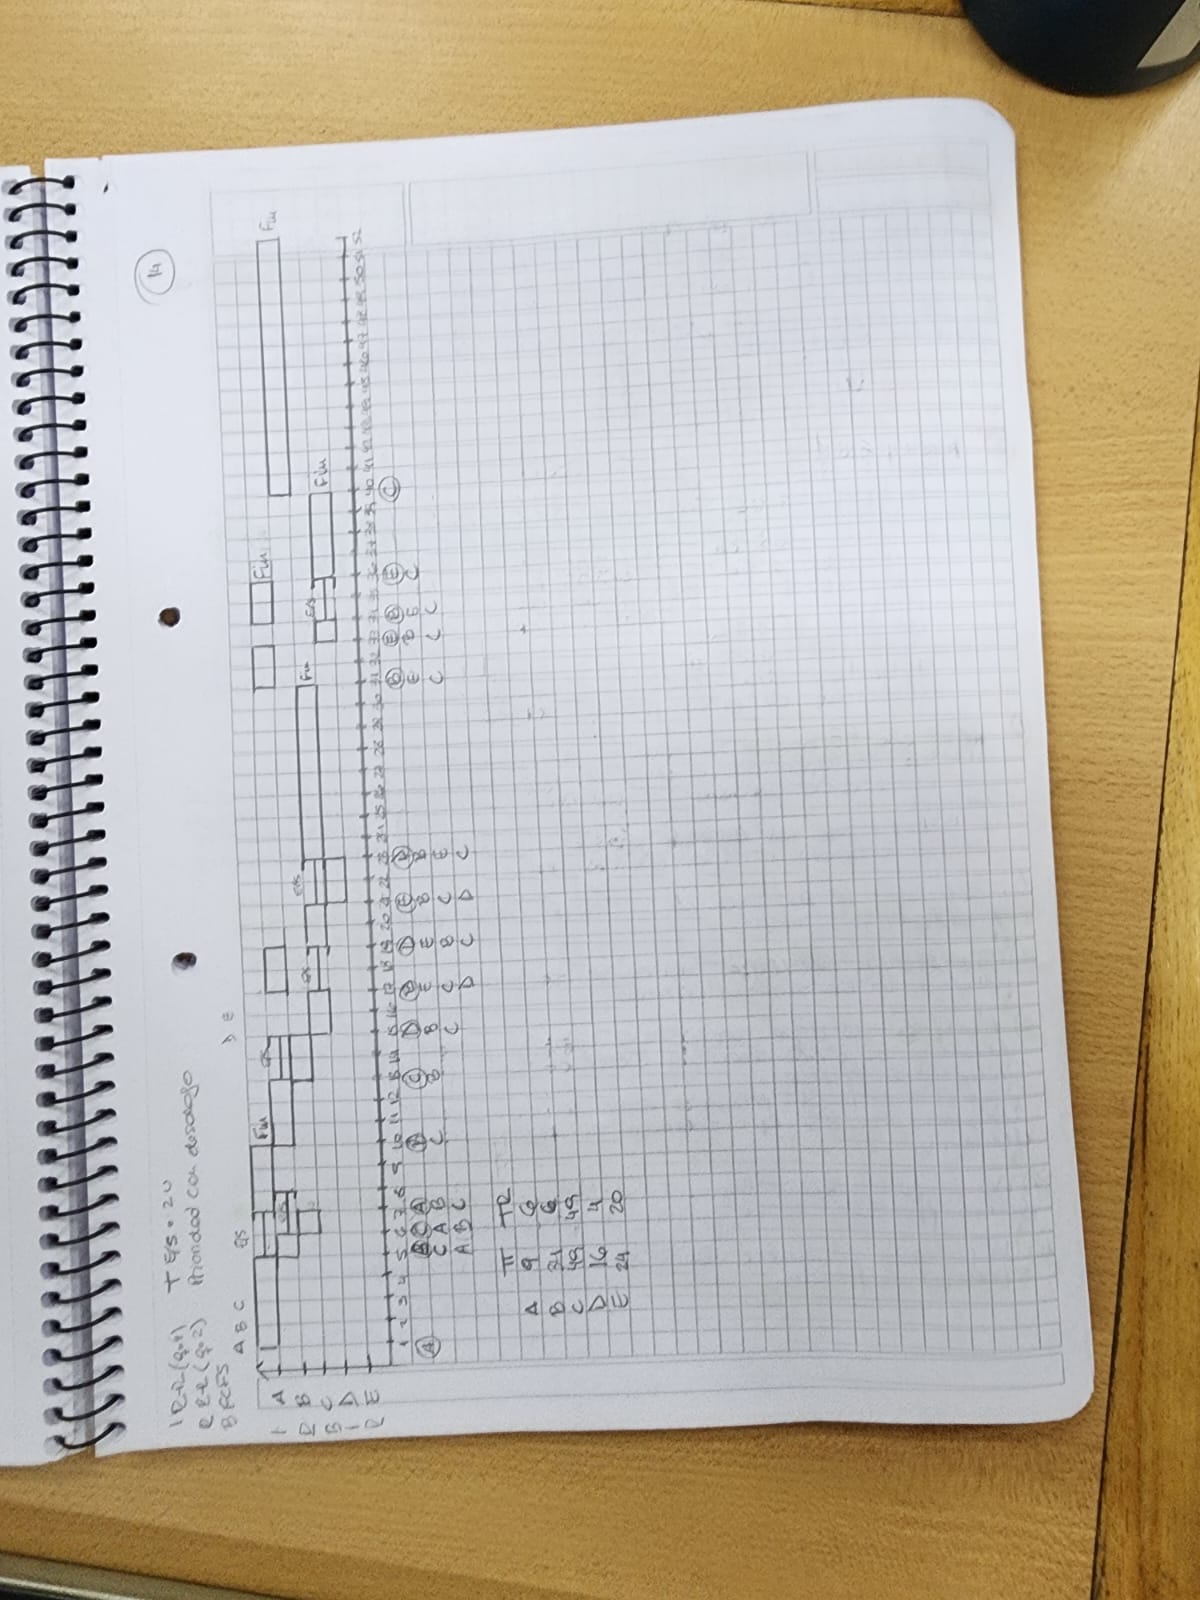 14
1 R-R (q=4) T E/S = 2U
2 R-R (q=2) Prioridad con desalojo
3 FCFS
A B C E/S D E
1 A Fin E/S Fin Fin
2 B E/S E/S E/S Fin
3 C E/S Fin
1 D
2 E
1 2 3 4 5 6 7 8 9 10 11 12 13 14 15 16 17 18 19 20 21 22 23 24 25 26 27 28 29 30 31 32 33 34 35 36 37 38 39 40 41 42 43 44 45 46 47 48 49 50 51 52
A B C A B C D B D E D B E B E C
C A B C B B E E B B E B E C
A B C C C B C E C C C
D C D C
TT TR
A 9 6
B 34 6
C 49 49
D 16 4
E 24 20